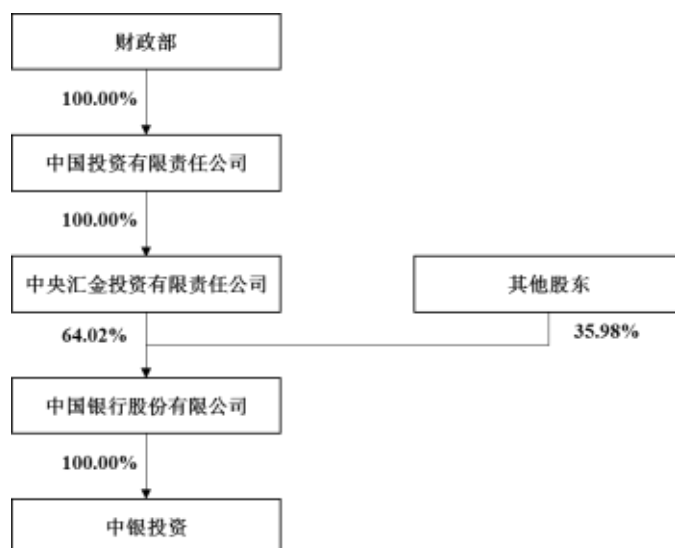 财政部
100.00%
中国投资有限责任公司
100.00%
中央汇金投资有限责任公司
其他股东
64.02%
35.98%
中国银行股份有限公司
100.00%
中银投资